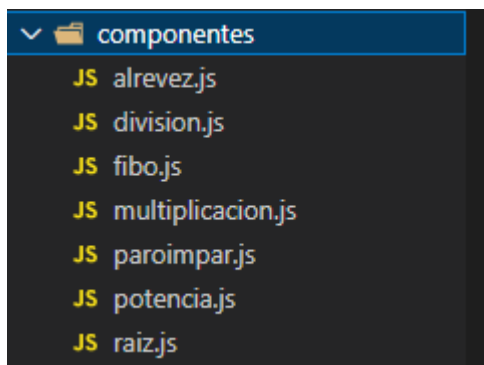 componentes
JS alrevez.js
JS division.js
JS fibo.js
JS multiplicacion.js
JS paroimpar.js
JS potencia.js
JS raiz.js